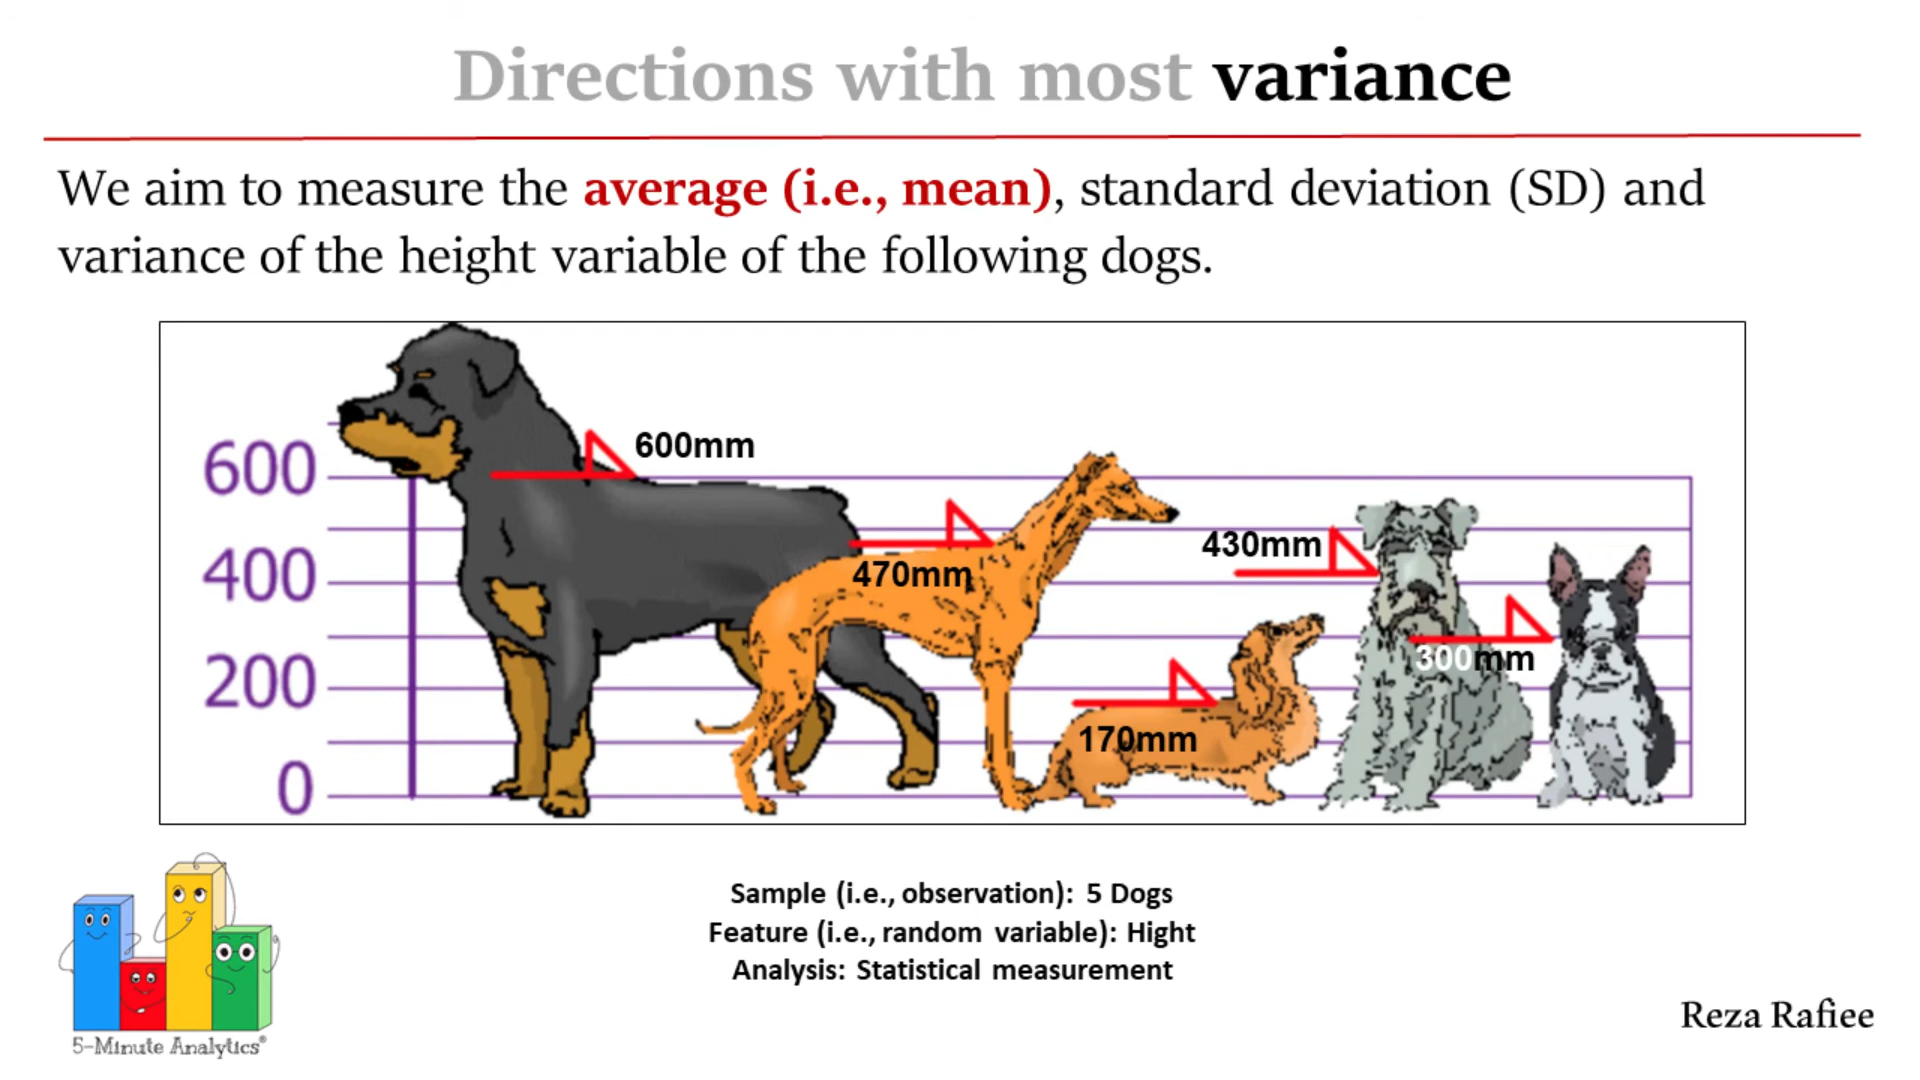 Directions with most variance
We aim to measure the average (i.e., mean), standard deviation (SD) and
variance of the height variable of the following dogs.
600
400
200
0
600mm
470mm
170mm
430mm
300mm
Sample (i.e., observation): 5 Dogs
Feature (i.e., random variable): Hight
Analysis: Statistical measurement
5-Minute Analytics®
Reza Rafiee